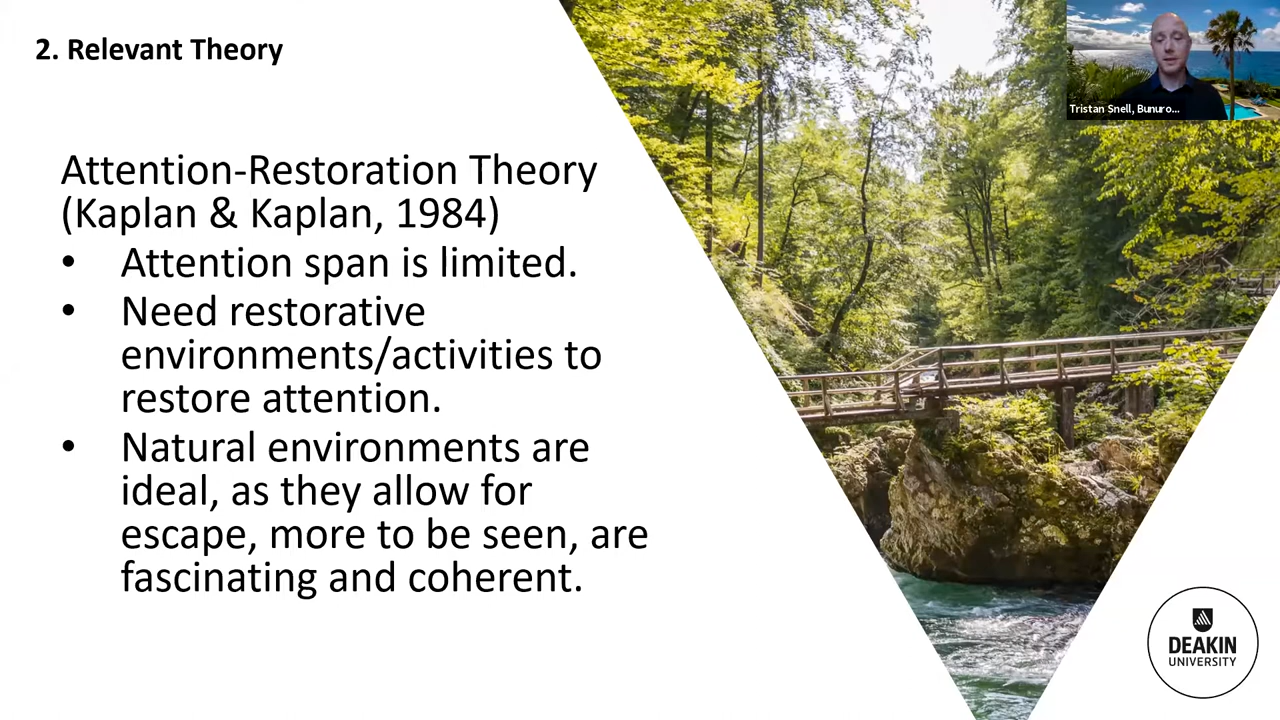 2. Relevant Theory
Tristan Snell, Bunuro...
Attention-Restoration Theory
(Kaplan & Kaplan, 1984)
• Attention span is limited.
• Need restorative
environments/activities to
restore attention.
• Natural environments are
ideal, as they allow for
escape, more to be seen, are
fascinating and coherent.
DEAKIN
UNIVERSITY